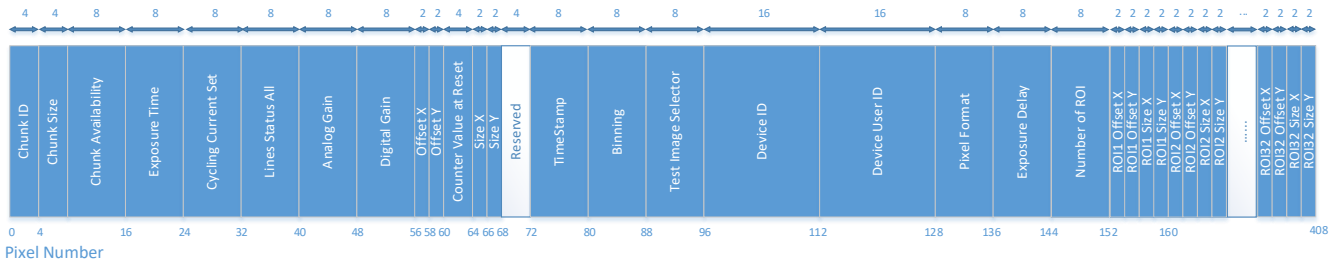 4 4 8 8 8 8 8 8 2 2 4 2 2 4 8 8 8 16 16 8 8 8 2 2 2 2 2 2 2 2 ... 2 2 2 2
Chunk ID
Chunk Size
Chunk Availability
Exposure Time
Cycling Current Set
Lines Status All
Analog Gain
Digital Gain
Offset X
Offset Y
Counter Value at Reset
Size X
Size Y
Reserved
TimeStamp
Binning
Test Image Selector
Device ID
Device User ID
Pixel Format
Exposure Delay
Number of ROI
ROI1 Offset X
ROI1 Offset Y
ROI1 Size X
ROI1 Size Y
ROI2 Offset X
ROI2 Offset Y
ROI2 Size X
ROI2 Size Y
.......
ROI32 Offset X
ROI32 Offset Y
ROI32 Size X
ROI32 Size Y
0 4 8 16 24 32 40 48 56 58 60 64 66 68 72 80 88 96 112 128 136 144 152 160 408
Pixel Number